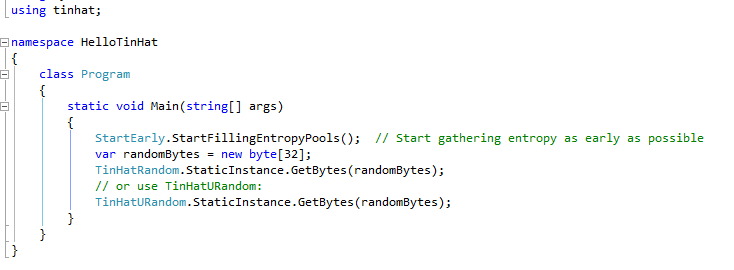 using tinhat;
namespace HelloTinHat
{
class Program
{
static void Main(string[] args)
{
StartEarly.StartFillingEntropyPools();  // Start gathering entropy as early as possible
var randomBytes = new byte[32];
TinHatRandom.StaticInstance.GetBytes(randomBytes);
// or use TinHatURandom:
TinHatURandom.StaticInstance.GetBytes(randomBytes);
}
}
}